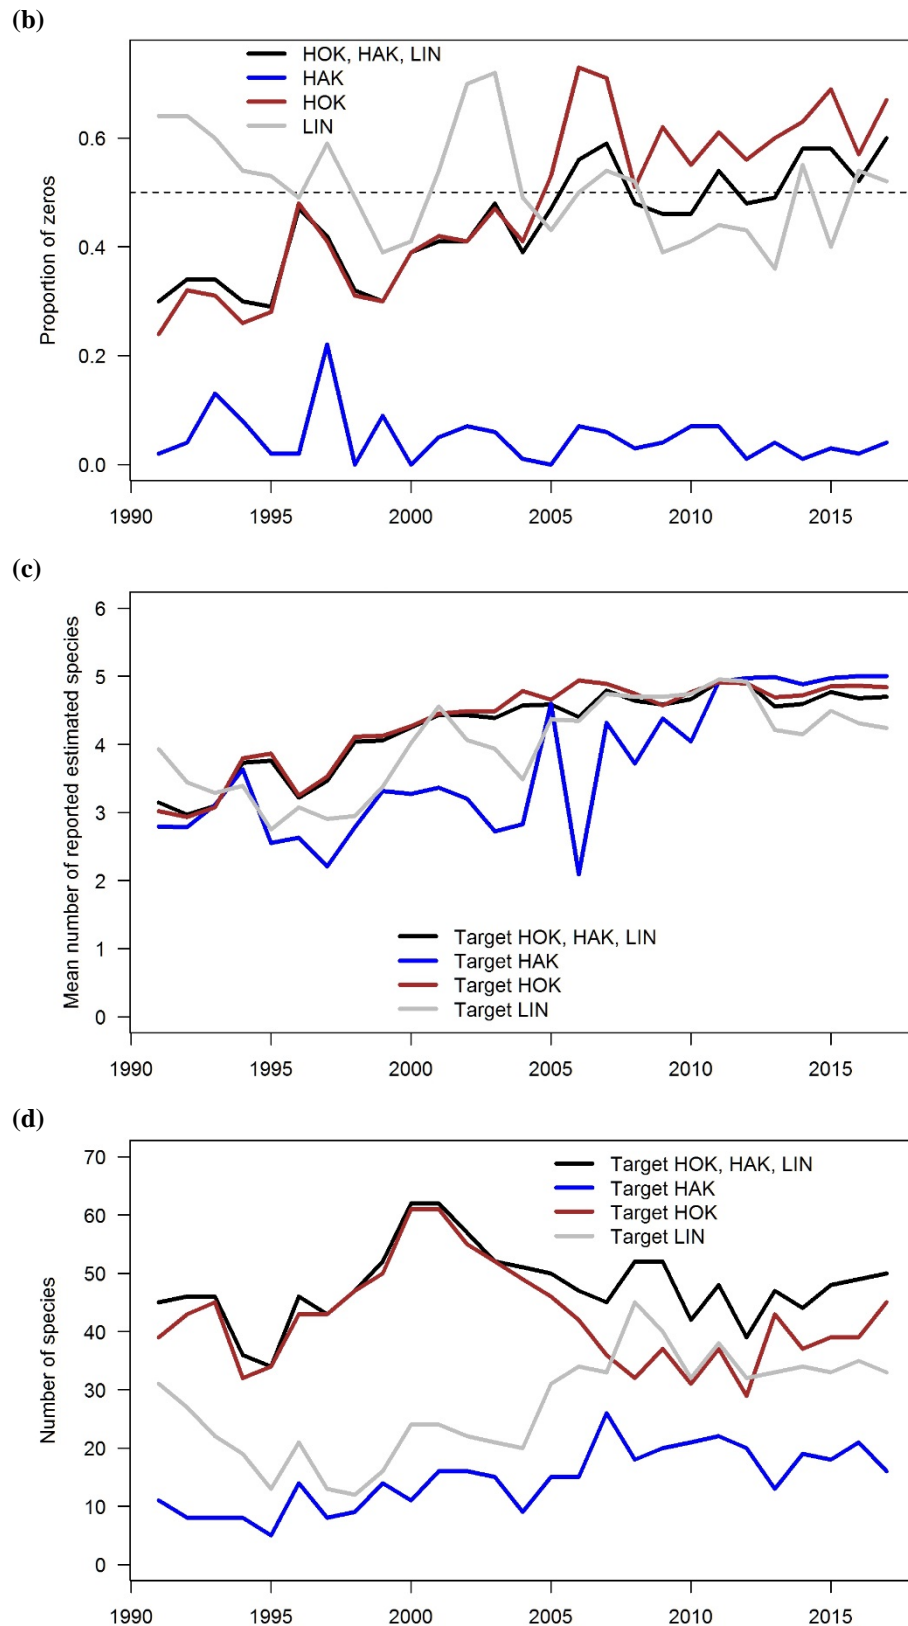 (b)
HOK, HAK, LIN
HAK
HOK
LIN
Proportion of zeros
0.6
0.4
0.2
0.0
1990 1995 2000 2005 2010 2015
(c)
Mean number of reported estimated species
6
5
4
3
2
1
0
Target HOK, HAK, LIN
Target HAK
Target HOK
Target LIN
1990 1995 2000 2005 2010 2015
(d)
Number of species
70
60
50
40
30
20
10
0
Target HOK, HAK, LIN
Target HAK
Target HOK
Target LIN
1990 1995 2000 2005 2010 2015